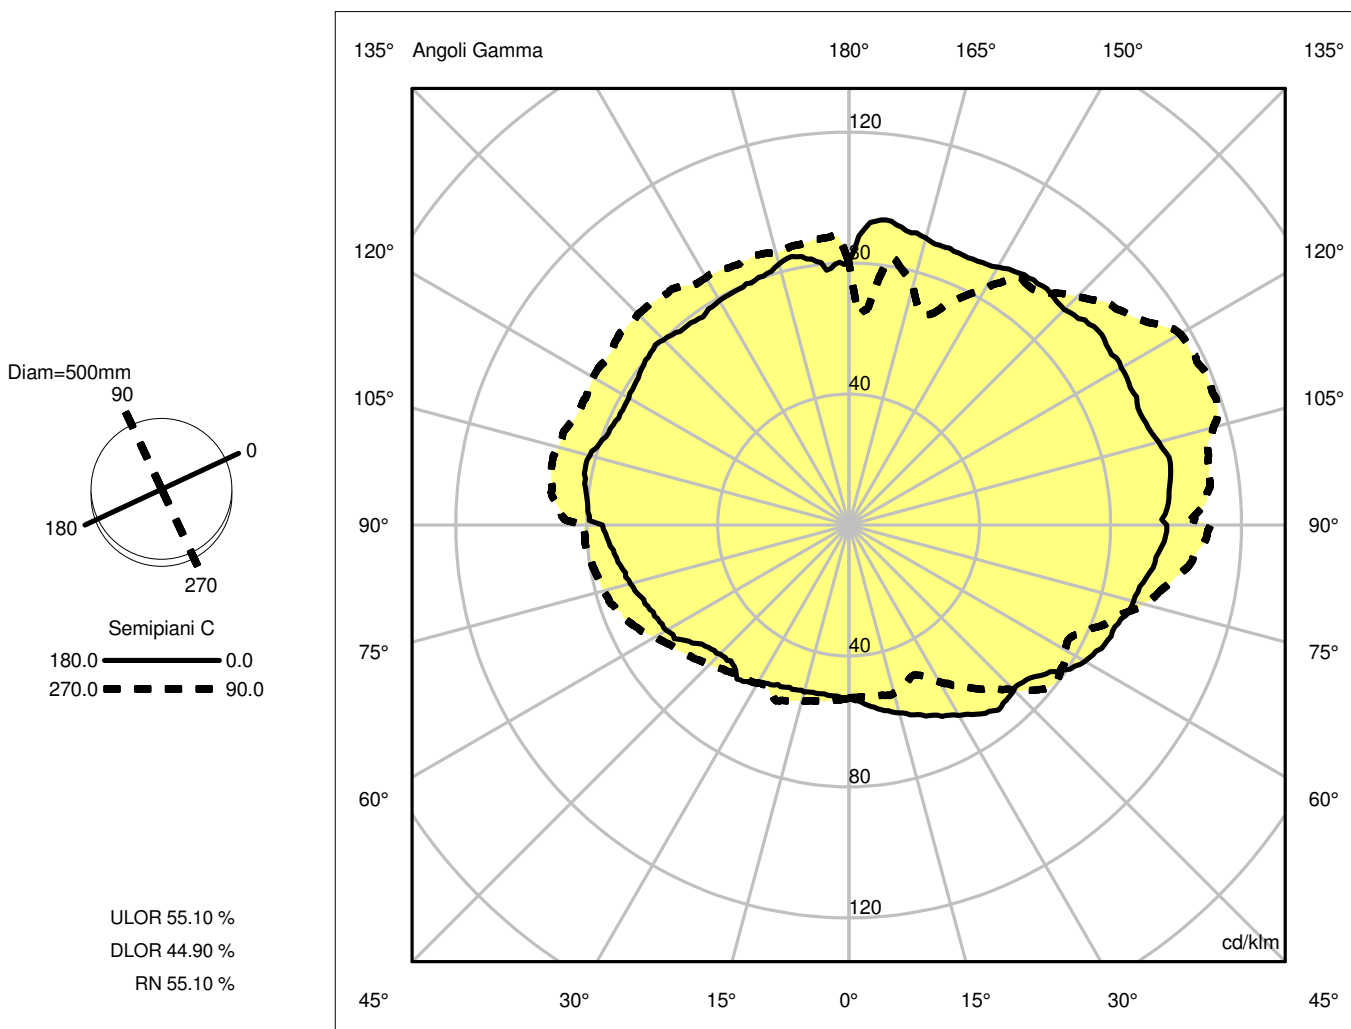 135° Angoli Gamma 180° 165° 150° 135°
120
120° 80 120°
Diam=500mm
90
105° 40 105°
0
180
90° 90°
270
Semipiani C
180.0 0.0
270.0 90.0
75° 40 75°
80
60° 60°
120
ULOR 55.10 %
DLOR 44.90 %
cd/klm
RN 55.10 %
45° 30° 15° 0° 15° 30° 45°